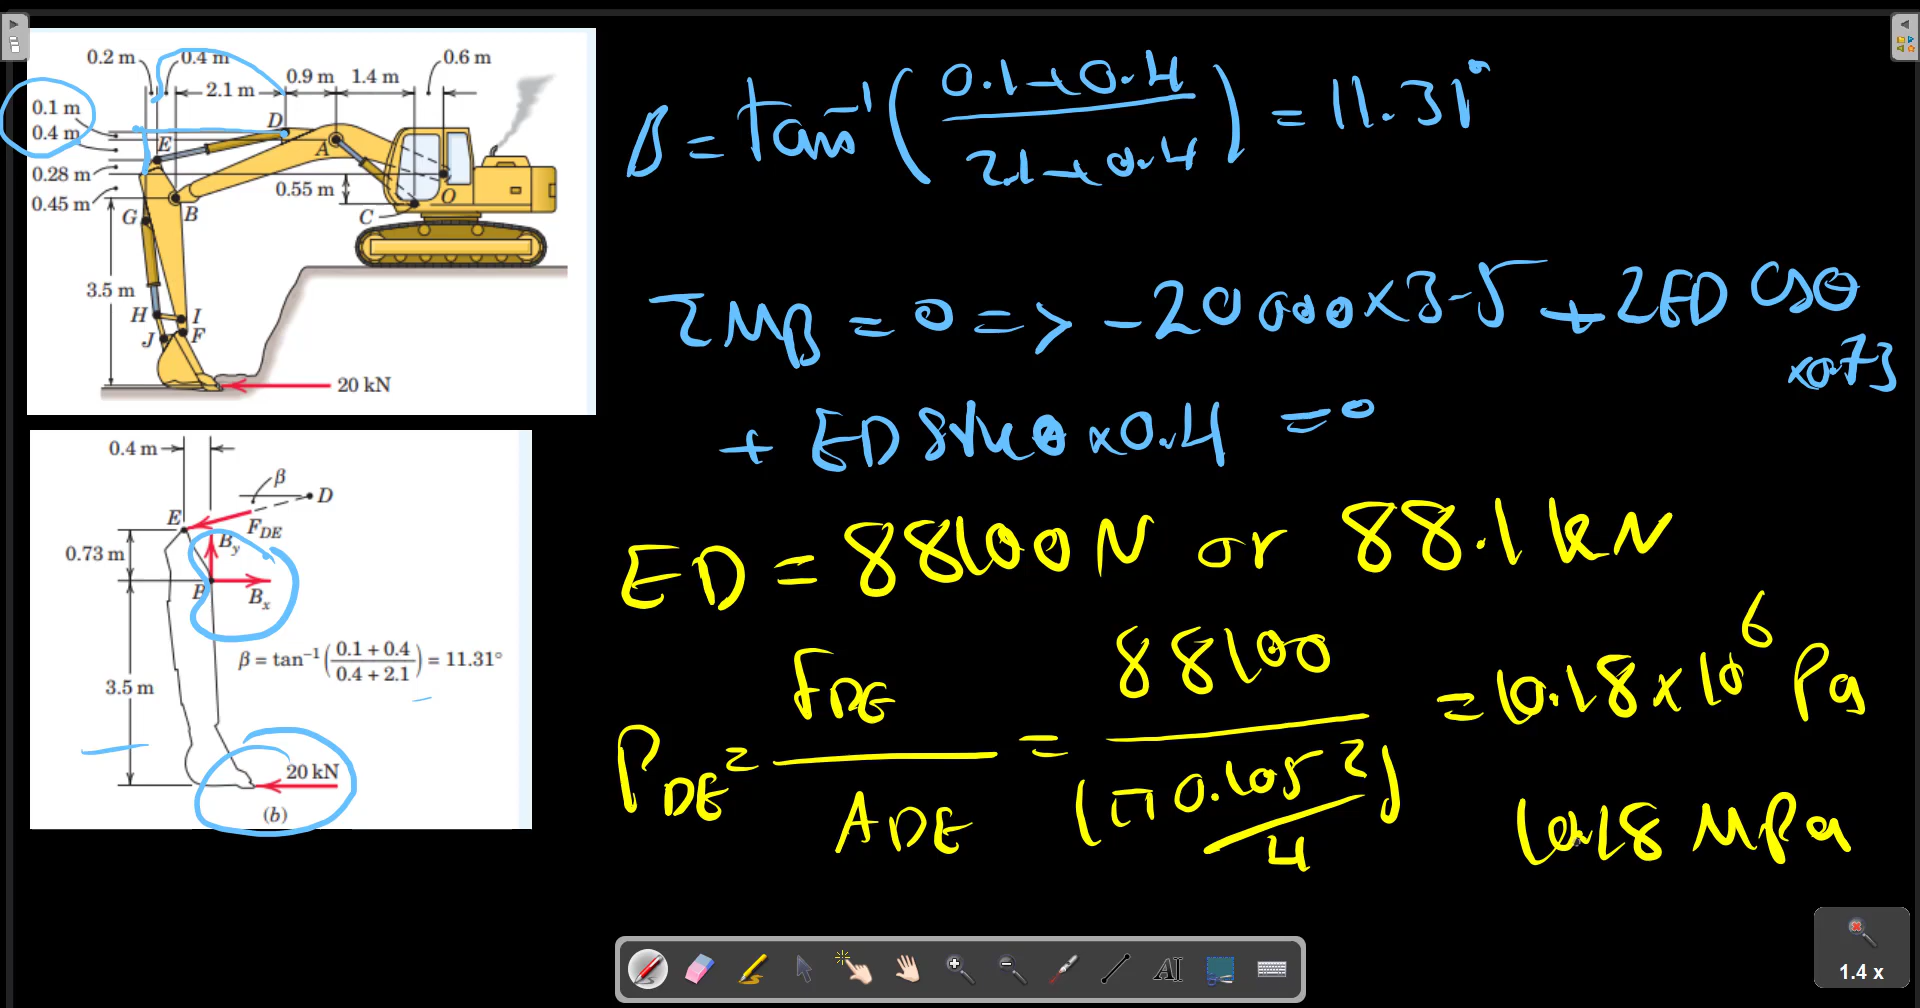 0.2 m 0.4 m 0.6 m
0.9 m 1.4 m
2.1 m
0.1 m
0.4 m
D
E
A
0.28 m
0.55 m
O
0.45 m
G B C
3.5 m
H I
J F
20 kN
0.4 m
β
D
E
F_DE
B_y
0.73 m
B_x
β = tan⁻¹(0.1 + 0.4 / 0.4 + 2.1) = 11.31°
3.5 m
20 kN
(b)
β = tan⁻¹(0.1+0.4 / 2.1+0.4) = 11.31°
ΣM_B = 0 => -20000×3.5 + 2ED cosθ
×0.73
+ ED sinθ ×0.4 = 0
ED = 88100 N or 88.1 kN
P_DE = F_DE / A_DE = 88100 / (π 0.105² / 4) = 10.18×10⁶ Pa
10.18 MPa
AI
1.4 x